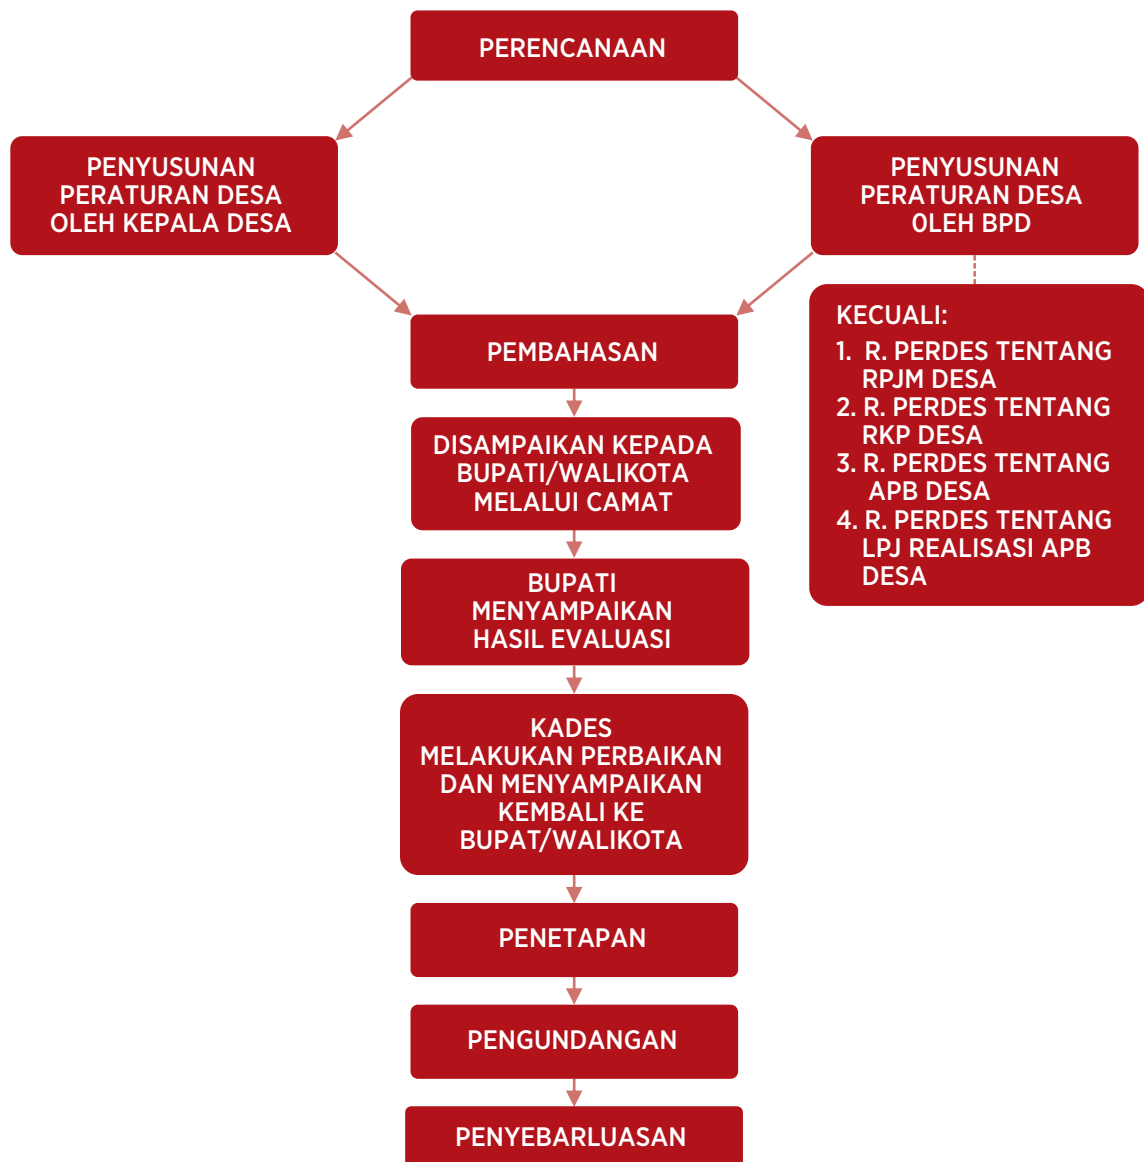 PERENCANAAN
PENYUSUNAN
PERATURAN DESA
OLEH KEPALA DESA
PENYUSUNAN
PERATURAN DESA
0LEH BPD
KECUALI:
1. R. PERDES TENTANG
RPJM DESA
2. R. PERDES TENTANG
RKP DESA
3. R. PERDES TENTANG
APB DESA
4. R. PERDES TENTANG
LPJ REALISASI APB
DESA
PEMBAHASAN
DISAMPAIKAN KEPADA
BUPATI/WALIKOTA
MELALUI CAMAT
BUPATI
MENYAMPAIKAN
HASIL EVALUASI
KADES
MELAKUKAN PERBAIKAN
DAN MENYAMPAIKAN
KEMBALI KE
BUPAT/WALIKOTA
PENETAPAN
PENGUNDANGAN
PENYEBARLUASAN